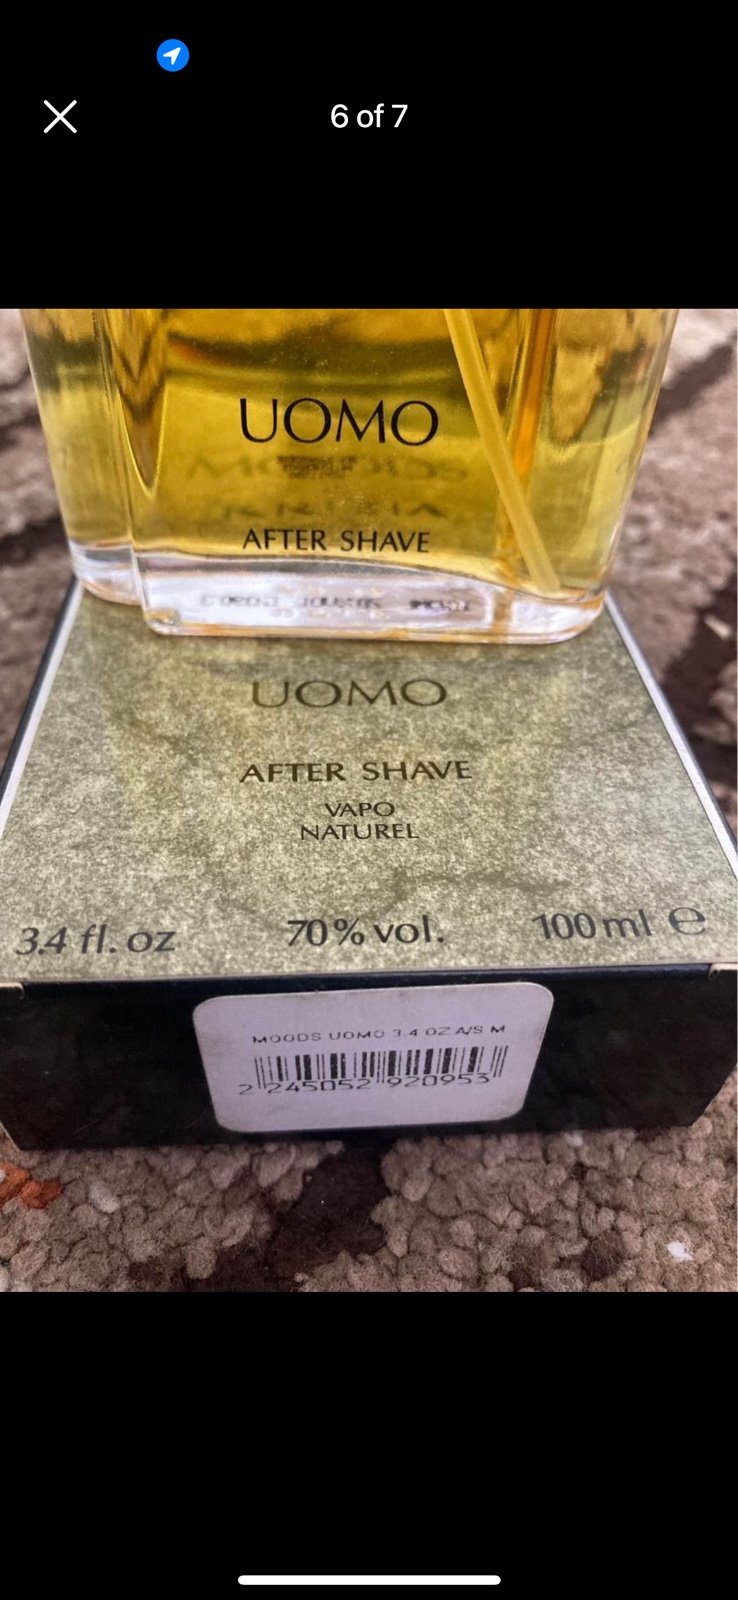 6 of 7
UOMO
AFTER SHAVE
UOMO
AFTER SHAVE
VAPO
NATUREL
3.4 fl. oz 70% vol. 100 ml ℮
MOODS UOMO 3.4 OZ A/S M
2 245052 920953